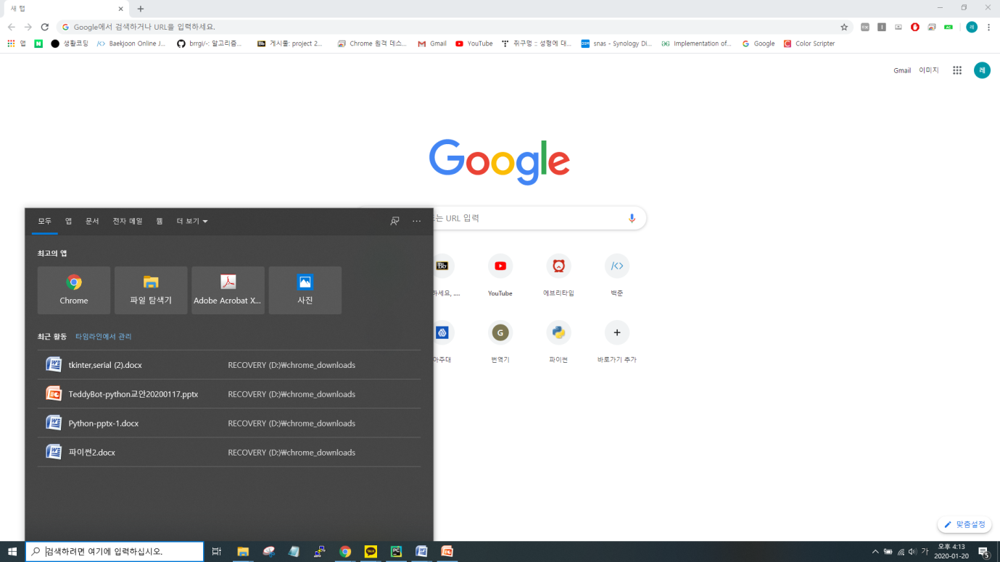 새 탭
Google에서 검색하거나 URL을 입력하세요.
앱
생활코딩
Baekjoon Online J...
brrgi/-: 알고리즘...
게시물: project 2...
Chrome 원격 데스...
Gmail
YouTube
쥐구멍 :: 성형에 대...
snas - Synology Di...
Implementation of...
Google
Color Scripter
Gmail 이미지
레
Google
는 URL 입력
하세요, ....
YouTube
에브리타임
백준
아주대
번역기
파이썬
바로가기 추가
맞춤설정
모두 앱 문서 전자 메일 웹 더 보기
최고의 앱
Chrome
파일 탐색기
Adobe Acrobat X...
사진
최근 활동 타임라인에서 관리
tkinter,serial (2).docx RECOVERY (D:)₩chrome_downloads
TeddyBot-python교안20200117.pptx RECOVERY (D:)₩chrome_downloads
Python-pptx-1.docx RECOVERY (D:)₩chrome_downloads
파이썬2.docx RECOVERY (D:)₩chrome_downloads
검색하려면 여기에 입력하십시오.
가
오후 4:13
2020-01-20
5